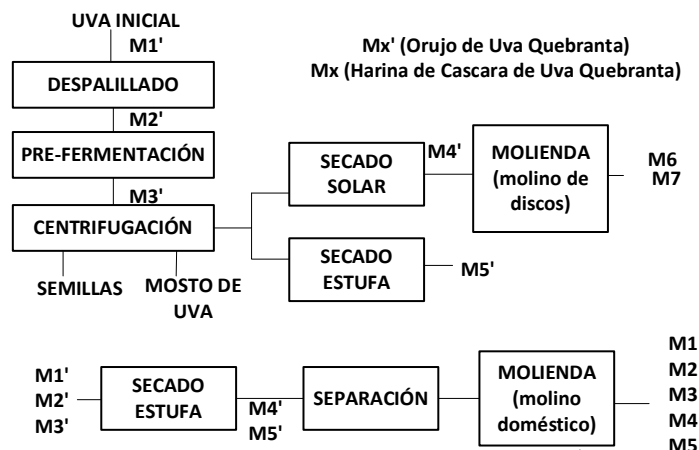 UVA INICIAL
M1'
Mx' (Orujo de Uva Quebranta)
Mx (Harina de Cascara de Uva Quebranta)
DESPALILLADO
M2'
PRE-FERMENTACIÓN
M3'
CENTRIFUGACIÓN
SEMILLAS
MOSTO DE
UVA
SECADO
SOLAR
M4'
MOLIENDA
(molino de
discos)
M6
M7
SECADO
ESTUFA
M5'
M1'
M2'
M3'
SECADO
ESTUFA
M4'
M5'
SEPARACIÓN
MOLIENDA
(molino
doméstico)
M1
M2
M3
M4
M5